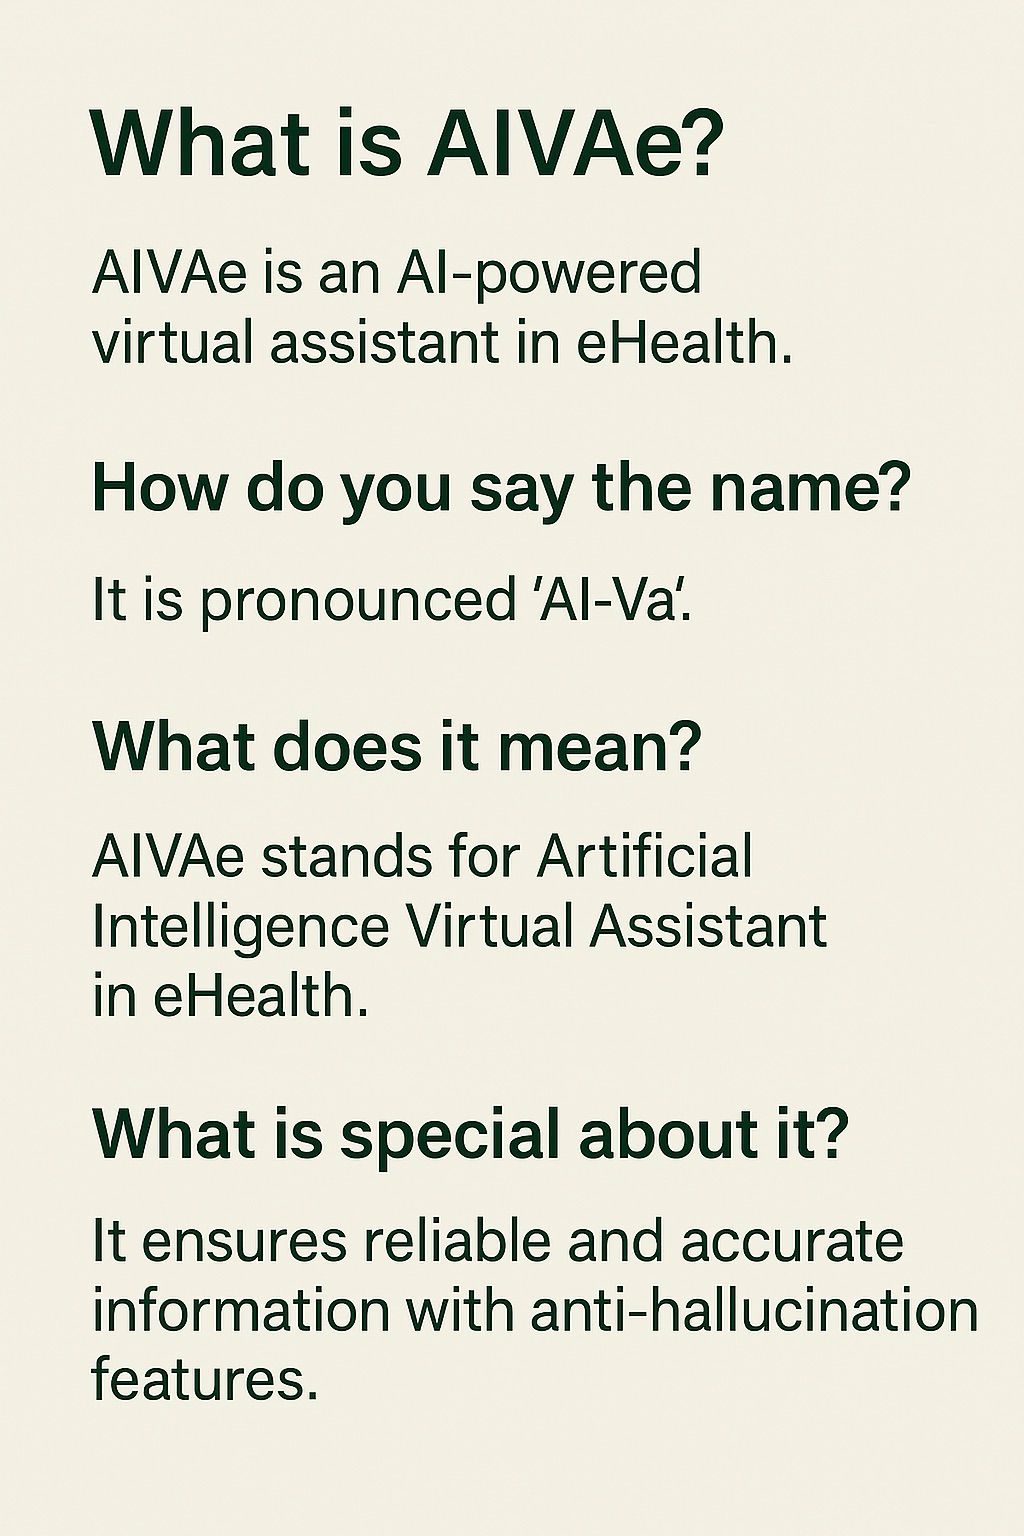 What is AIVAe?
AIVAe is an AI-powered
virtual assistant in eHealth.
How do you say the name?
It is pronounced ‘AI-Va’.
What does it mean?
AIVAe stands for Artificial
Intelligence Virtual Assistant
in eHealth.
What is special about it?
It ensures reliable and accurate
information with anti-hallucination
features.